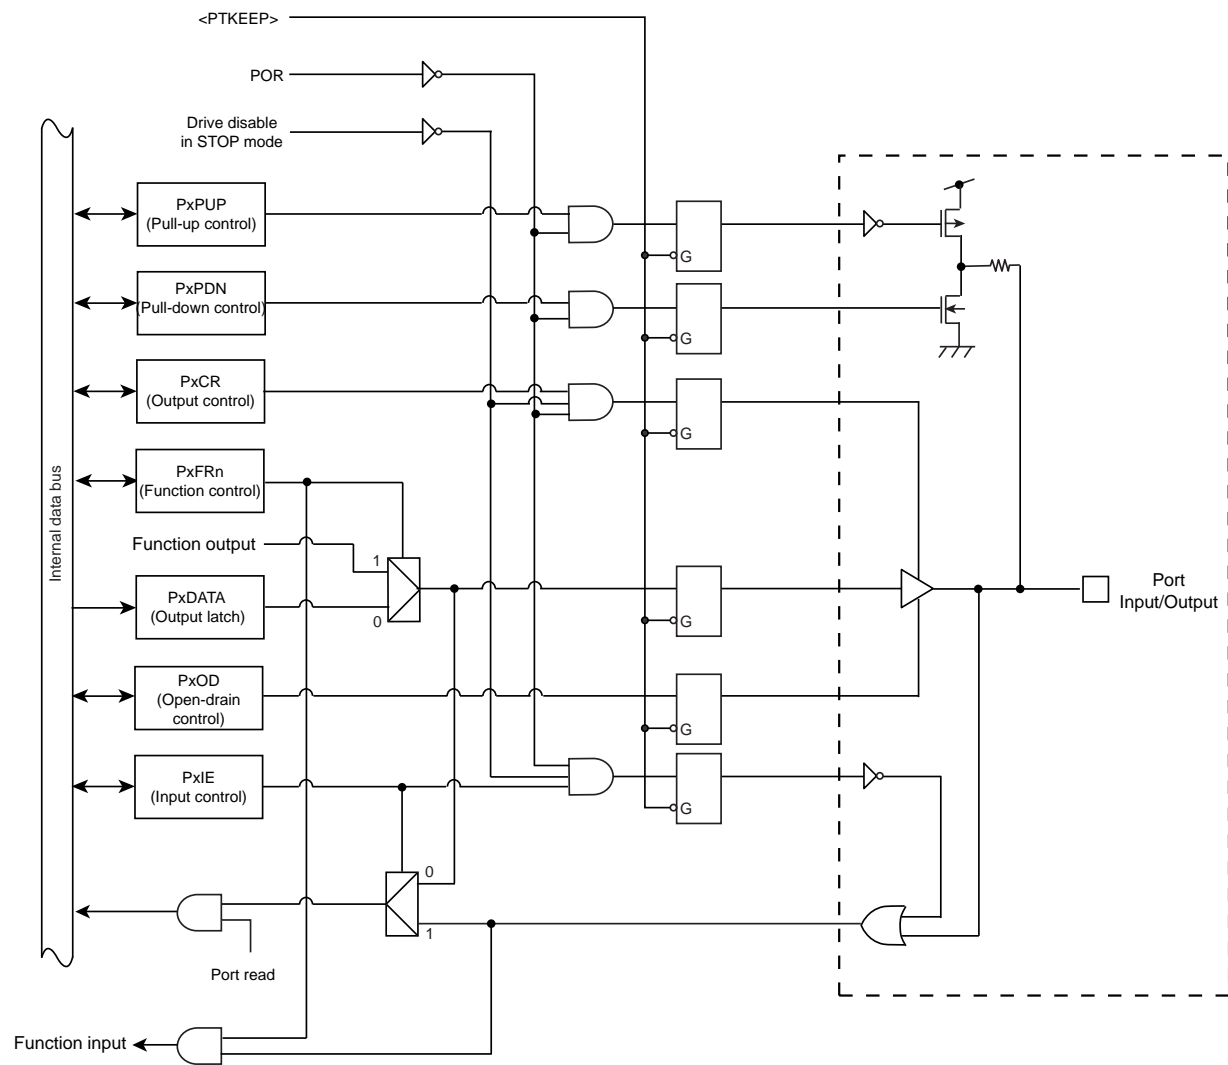 <PTKEEP>
POR
Drive disable
in STOP mode
PxPUP
(Pull-up control)
G
PxPDN
(Pull-down control)
G
PxCR
(Output control)
G
Internal data bus
PxFRn
(Function control)
Function output
1
PxDATA
(Output latch)
0
G
Port
Input/Output
PxOD
(Open-drain
control)
G
PxIE
(Input control)
G
0
1
Port read
Function input